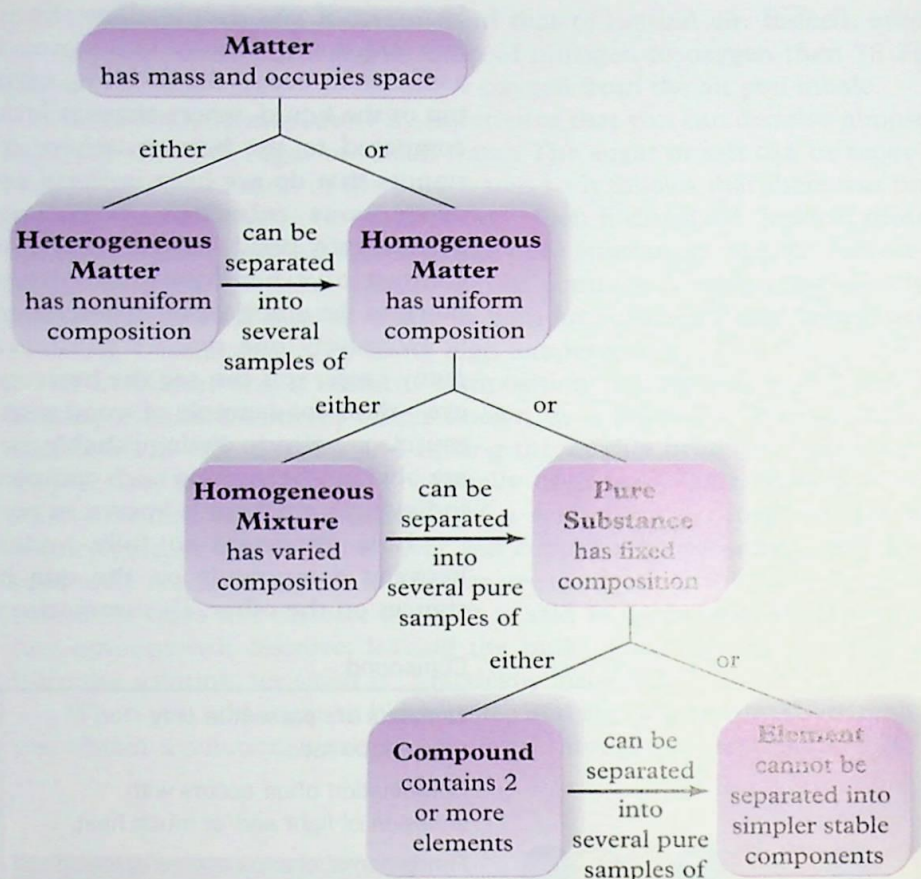 Matter
has mass and occupies space
either
or
Heterogeneous
Matter
has nonuniform
composition
can be
separated
into
several
samples of
Homogeneous
Matter
has uniform
composition
either
or
Homogeneous
Mixture
has varied
composition
can be
separated
into
several pure
samples of
Pure
Substance
has fixed
composition
either
or
Compound
contains 2
or more
elements
can be
separated
into
several pure
samples of
Element
cannot be
separated into
simpler stable
components